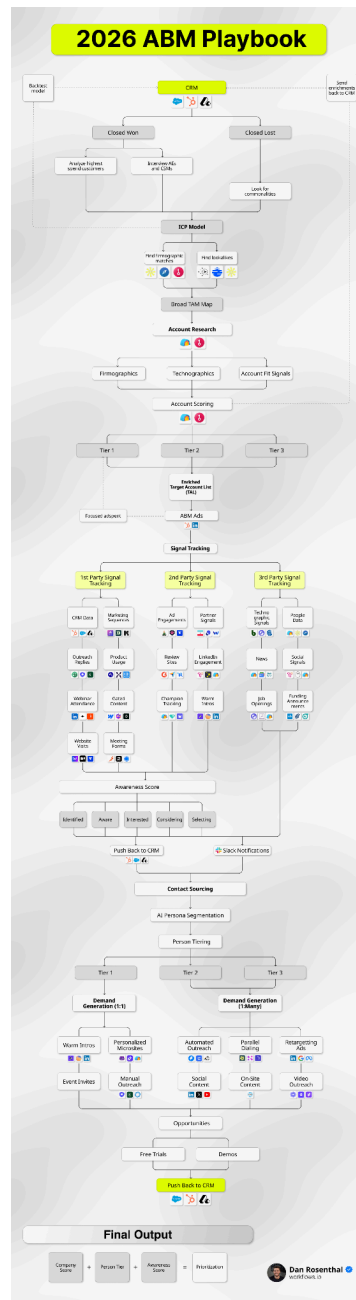 2026 ABM Playbook
Backtest
model
CRM
Send
enrichments
back to CRM
Closed Won
Closed Lost
Analyze highest
spend customers
Interview AEs
and CSMs
Look for
commonalities
ICP Model
Find firmographic
matches
Find lookalikes
Broad TAM Map
Account Research
Firmographics
Technographics
Account Fit Signals
Account Scoring
Tier 1
Tier 2
Tier 3
Enriched
Target Account List
(TAL)
Focused adspent
ABM Ads
Signal Tracking
1st Party Signal
Tracking
2nd Party Signal
Tracking
3rd Party Signal
Tracking
CRM Data
Marketing
Sequences
Ad
Engagements
Partner
Signals
Techno
graphic
Signals
People
Data
Outreach
Replies
Product
Usage
Review
Sites
LinkedIn
Engagement
News
Social
Signals
Webinar
Attendance
Gated
Content
Champion
Tracking
Warm
Intros
Job
Openings
Funding
Announce
ments
Website
Visits
Meeting
Forms
Awareness Score
Identified
Aware
Interested
Considering
Selecting
Push Back to CRM
Slack Notifications
Contact Sourcing
AI Persona Segmentation
Person Tiering
Tier 1
Tier 2
Tier 3
Demand
Generation (1:1)
Demand Generation
(1:Many)
Warm Intros
Personalized
Microsites
Automated
Outreach
Parallel
Dialing
Retargetting
Ads
Event Invites
Manual
Outreach
Social
Content
On-Site
Content
Video
Outreach
Opportunities
Free Trials
Demos
Push Back to CRM
Final Output
Company
Score
+
Person Tier
+
Awareness
Score
=
Prioritization
Dan Rosenthal
workflows.io